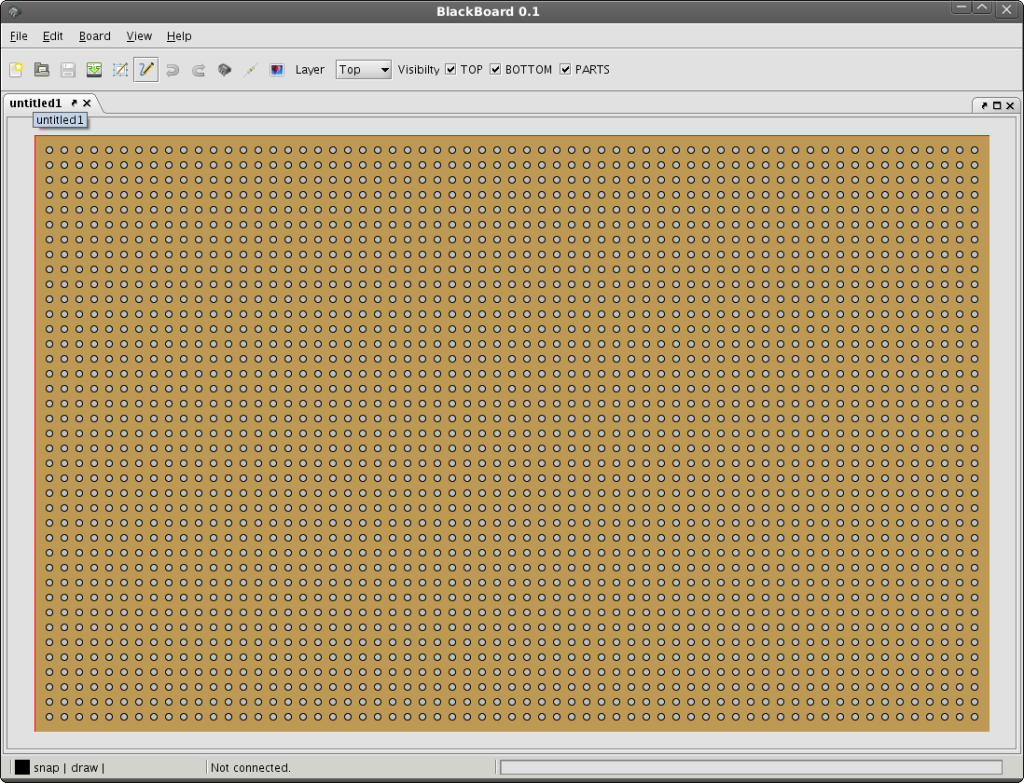 BlackBoard 0.1
File Edit Board View Help
Layer Top Visibilty TOP BOTTOM PARTS
untitled1
untitled1
snap | draw | Not connected.